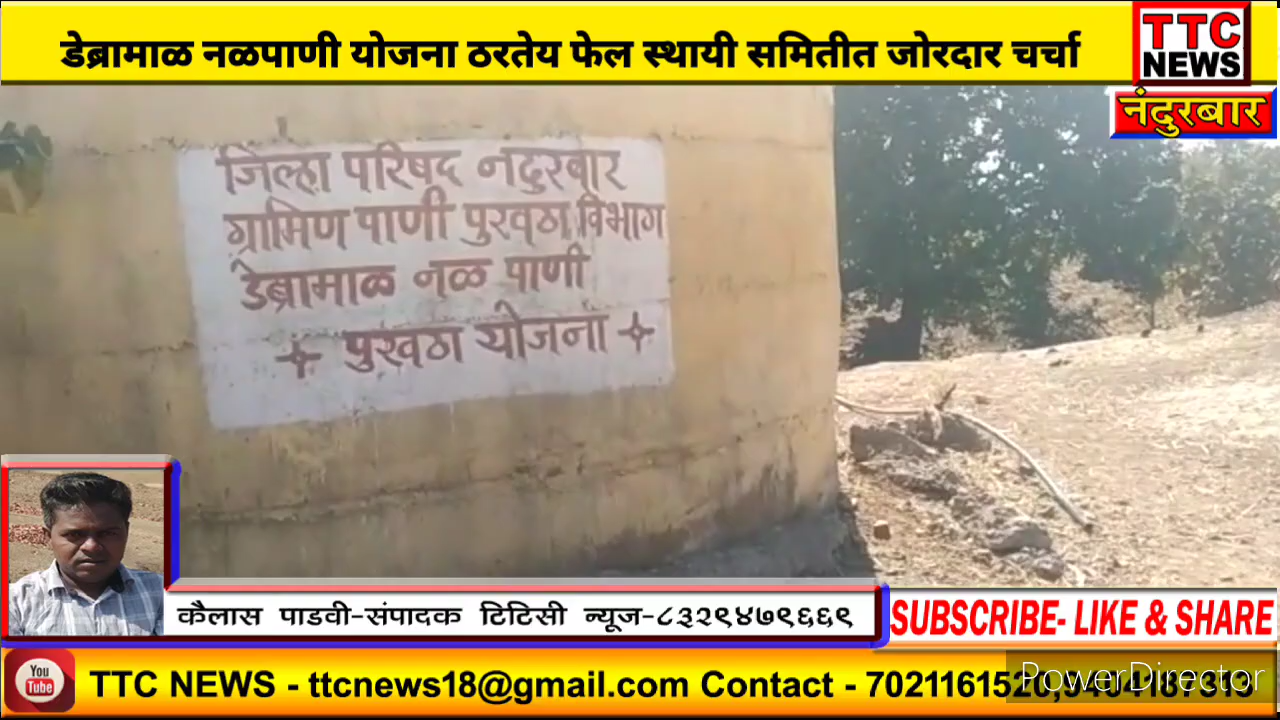 डेब्रामाळ नळपाणी योजना ठरतेय फेल स्थायी समितीत जोरदार चर्चा
TTC
NEWS
नंदुरबार
जिल्हा परिषद नंदुरबार
ग्रामिण पाणी पुरवठा विभाग
डेब्रामाळ नळ पाणी
पुरवठा योजना
कैलास पाडवी-संपादक टिटिसी न्यूज-८३२९४७९६६९
SUBSCRIBE- LIKE & SHARE
You
Tube
TTC NEWS - ttcnews18@gmail.com Contact - 7021161520,9404187313
PowerDirector